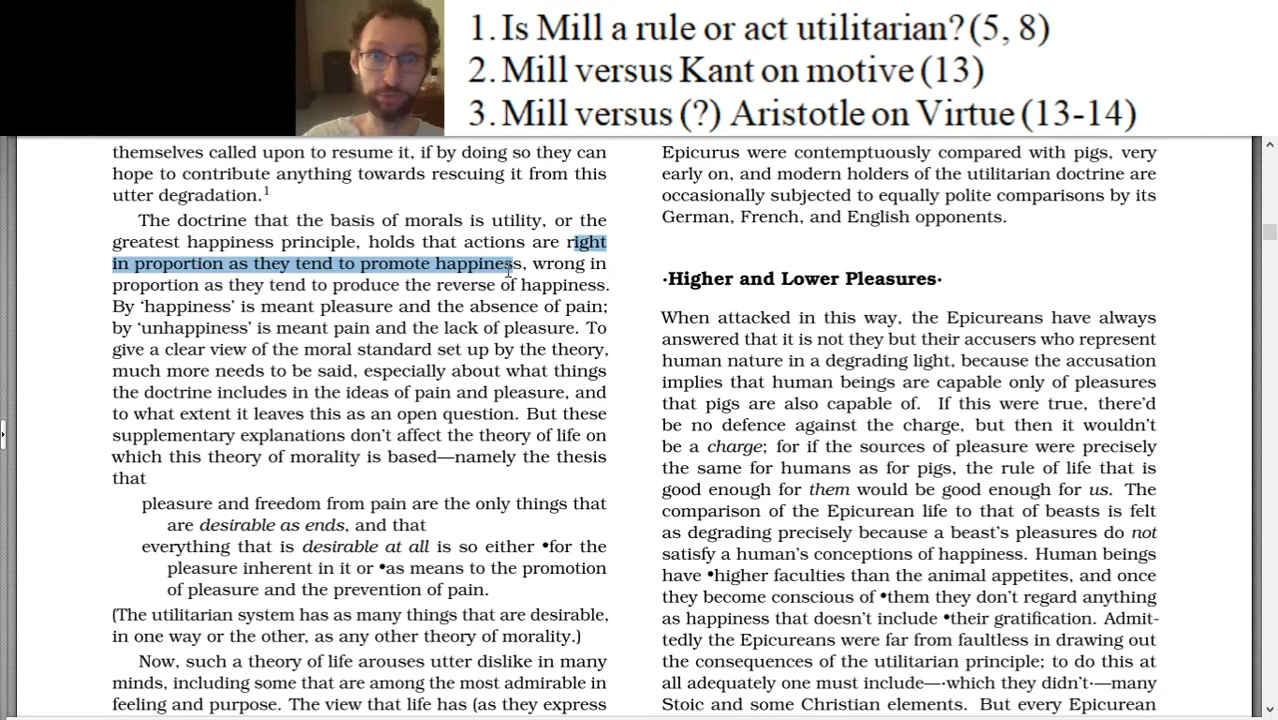 1. Is Mill a rule or act utilitarian? (5, 8)
2. Mill versus Kant on motive (13)
3. Mill versus (?) Aristotle on Virtue (13-14)
themselves called upon to resume it, if by doing so they can
hope to contribute anything towards rescuing it from this
utter degradation.1
The doctrine that the basis of morals is utility, or the
greatest happiness principle, holds that actions are right
in proportion as they tend to promote happiness, wrong in
proportion as they tend to produce the reverse of happiness.
By ‘happiness’ is meant pleasure and the absence of pain;
by ‘unhappiness’ is meant pain and the lack of pleasure. To
give a clear view of the moral standard set up by the theory,
much more needs to be said, especially about what things
the doctrine includes in the ideas of pain and pleasure, and
to what extent it leaves this as an open question. But these
supplementary explanations don’t affect the theory of life on
which this theory of morality is based—namely the thesis
that
pleasure and freedom from pain are the only things that
are desirable as ends, and that
everything that is desirable at all is so either •for the
pleasure inherent in it or •as means to the promotion
of pleasure and the prevention of pain.
(The utilitarian system has as many things that are desirable,
in one way or the other, as any other theory of morality.)
Now, such a theory of life arouses utter dislike in many
minds, including some that are among the most admirable in
feeling and purpose. The view that life has (as they express
Epicurus were contemptuously compared with pigs, very
early on, and modern holders of the utilitarian doctrine are
occasionally subjected to equally polite comparisons by its
German, French, and English opponents.
·Higher and Lower Pleasures·
When attacked in this way, the Epicureans have always
answered that it is not they but their accusers who represent
human nature in a degrading light, because the accusation
implies that human beings are capable only of pleasures
that pigs are also capable of. If this were true, there’d
be no defence against the charge, but then it wouldn’t
be a charge; for if the sources of pleasure were precisely
the same for humans as for pigs, the rule of life that is
good enough for them would be good enough for us. The
comparison of the Epicurean life to that of beasts is felt
as degrading precisely because a beast’s pleasures do not
satisfy a human’s conceptions of happiness. Human beings
have •higher faculties than the animal appetites, and once
they become conscious of •them they don’t regard anything
as happiness that doesn’t include •their gratification. Admit-
tedly the Epicureans were far from faultless in drawing out
the consequences of the utilitarian principle; to do this at
all adequately one must include—·which they didn’t·—many
Stoic and some Christian elements. But every Epicurean